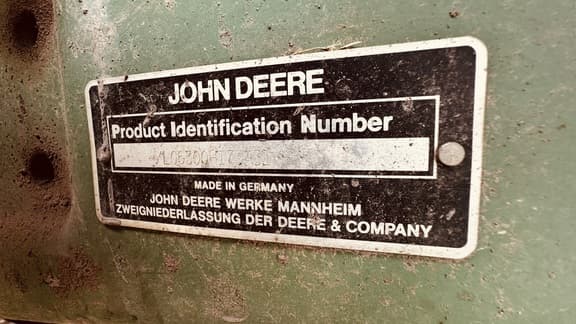 JOHN DEERE
Product Identification Number
MADE IN GERMANY
JOHN DEERE WERKE MANNHEIM
ZWEIGNIEDERLASSUNG DER DEERE & COMPANY